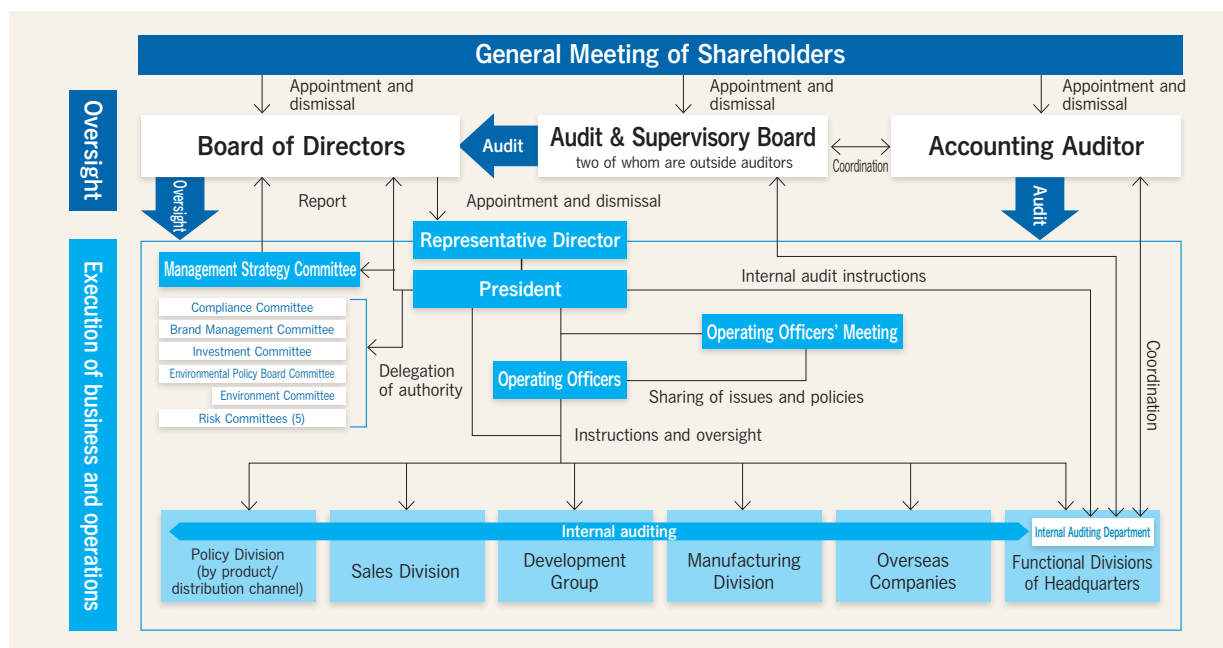 General Meeting of Shareholders
Appointment and
dismissal
Appointment and
dismissal
Appointment and
dismissal
Oversight
Board of Directors
Audit
Audit & Supervisory Board
two of whom are outside auditors
Coordination
Accounting Auditor
Oversight
Report
Appointment and dismissal
Audit
Execution of business and operations
Representative Director
Management Strategy Committee
President
Internal audit instructions
Compliance Committee
Brand Management Committee
Investment Committee
Environmental Policy Board Committee
Environment Committee
Risk Committees (5)
Delegation
of authority
Operating Officers' Meeting
Operating Officers
Sharing of issues and policies
Coordination
Instructions and oversight
Internal auditing
Internal Auditing Department
Policy Division
(by product/
distribution channel)
Sales Division
Development
Group
Manufacturing
Division
Overseas
Companies
Functional Divisions
of Headquarters